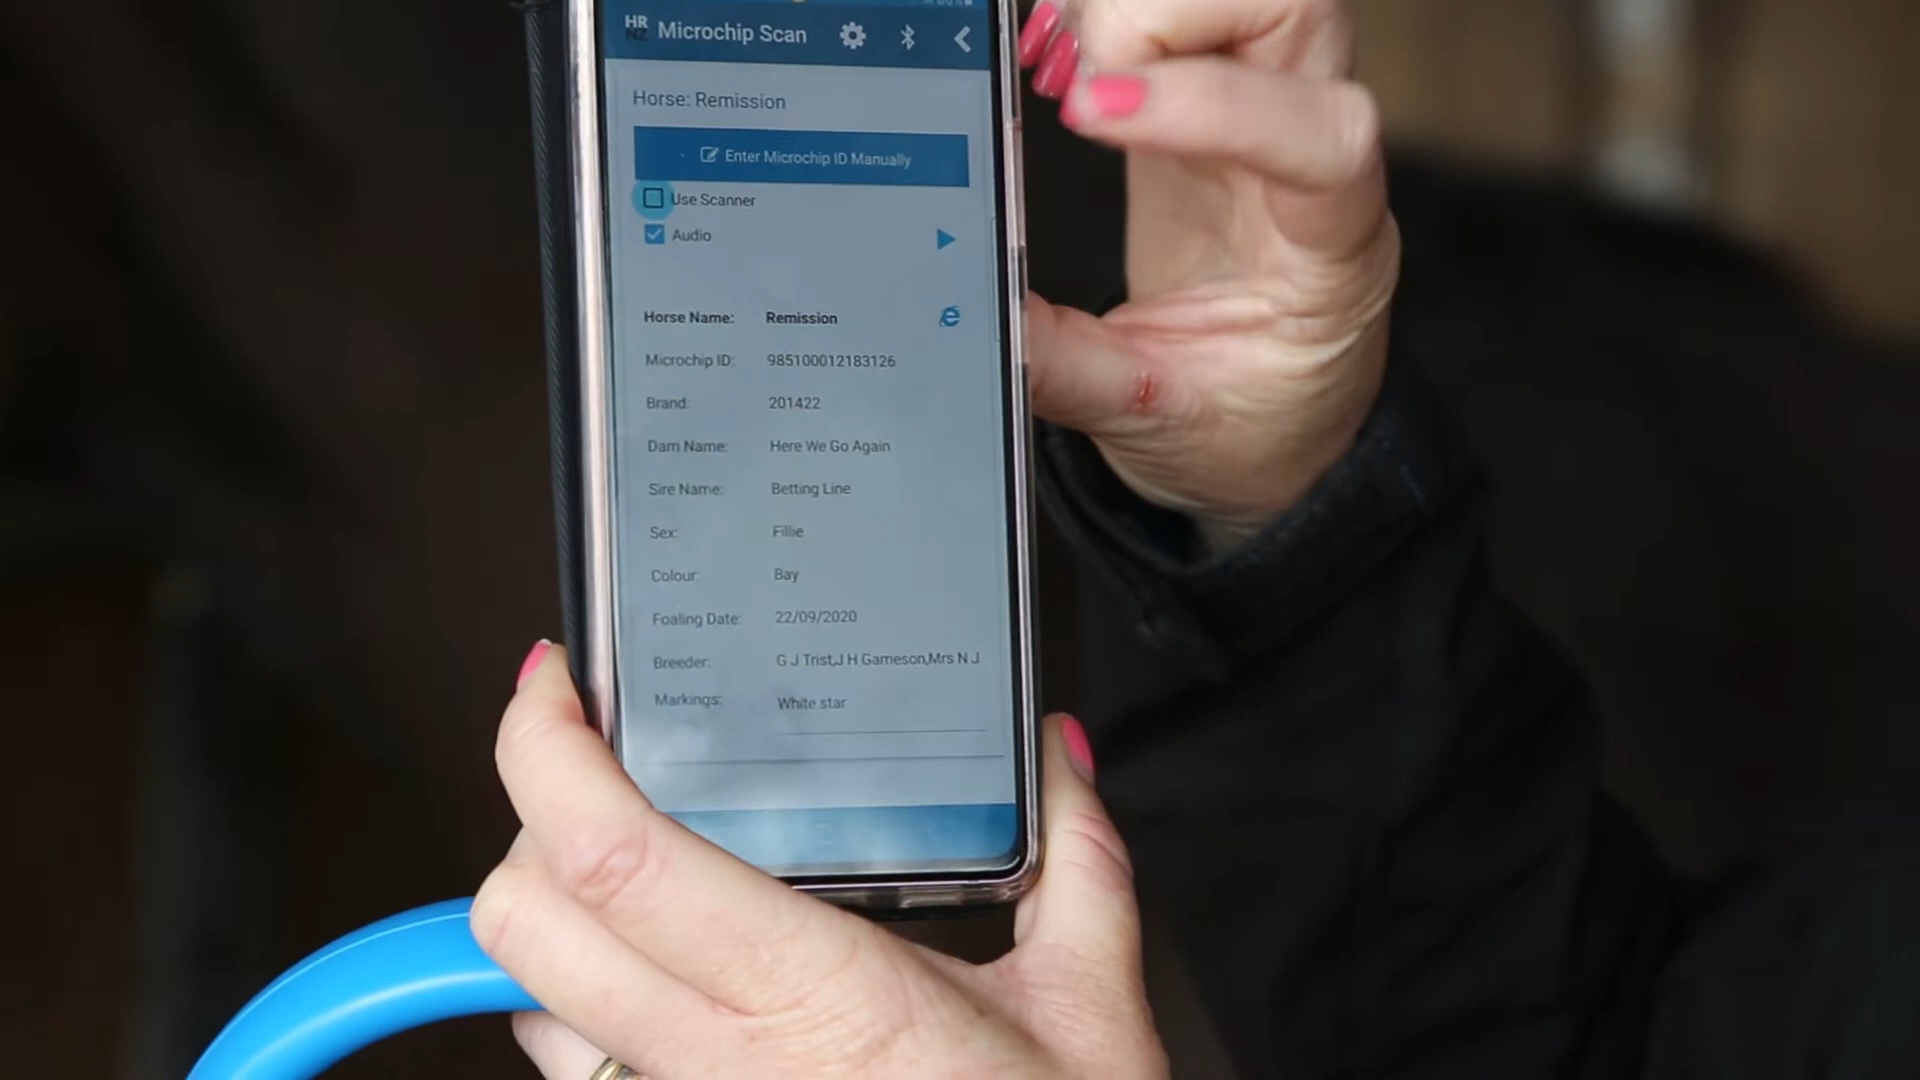 HR
NZ
Microchip Scan
Horse: Remission
Enter Microchip ID Manually
Use Scanner
Audio
Horse Name: Remission
Microchip ID: 985100012183126
Brand: 201422
Dam Name: Here We Go Again
Sire Name: Betting Line
Sex: Fillie
Colour: Bay
Foaling Date: 22/09/2020
Breeder: G J Trist,J H Gameson,Mrs N J
Markings: White star